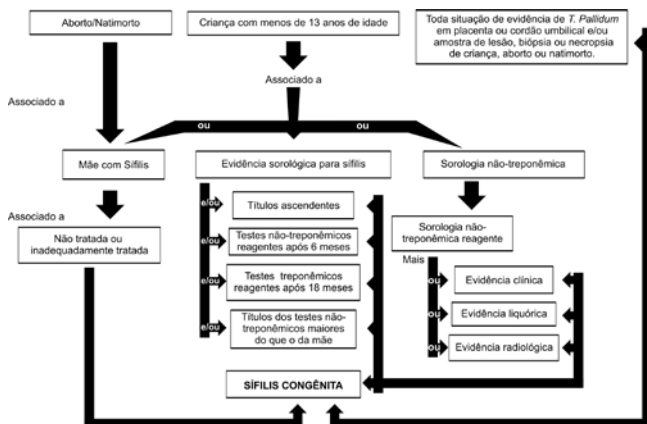 Aborto/Natimorto
Criança com menos de 13 anos de idade
Toda situação de evidência de T. Pallidum
em placenta ou cordão umbilical e/ou
amostra de lesão, biópsia ou necropsia
de criança, aborto ou natimorto.
Associado a
Associado a
ou
ou
Mãe com Sífilis
Evidência sorológica para sífilis
Sorologia não-treponêmica
Associado a
Não tratada ou
inadequadamente tratada
e/ou
Títulos ascendentes
e/ou
Testes não-treponêmicos
reagentes após 6 meses
e/ou
Testes treponêmicos
reagentes após 18 meses
e/ou
Títulos dos testes não-
treponêmicos maiores
do que o da mãe
Sorologia não-
treponêmica reagente
Mais
ou
Evidência clínica
ou
Evidência liquórica
ou
Evidência radiológica
SÍFILIS CONGÊNITA